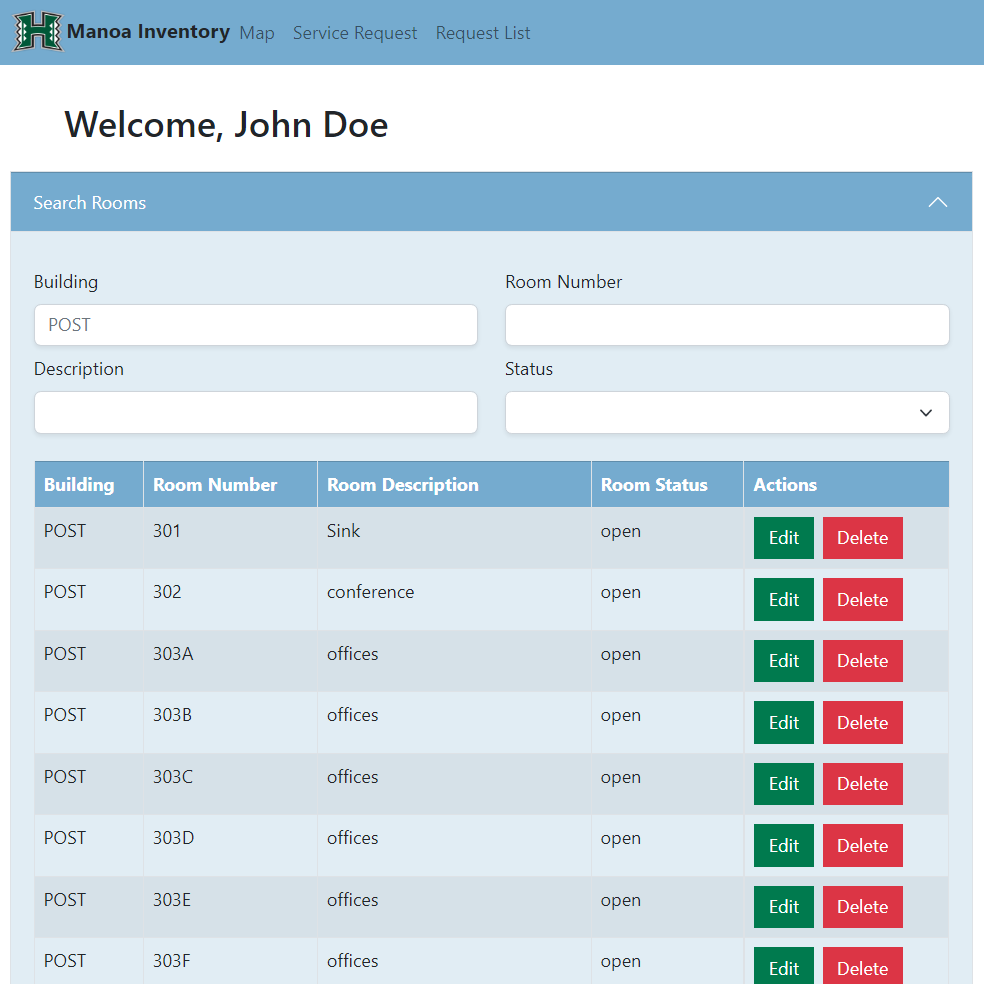 H Manoa Inventory Map Service Request Request List
Welcome, John Doe
Search Rooms
Building Room Number
POST
Description Status
Building Room Number Room Description Room Status Actions
POST 301 Sink open Edit Delete
POST 302 conference open Edit Delete
POST 303A offices open Edit Delete
POST 303B offices open Edit Delete
POST 303C offices open Edit Delete
POST 303D offices open Edit Delete
POST 303E offices open Edit Delete
POST 303F offices open Edit Delete